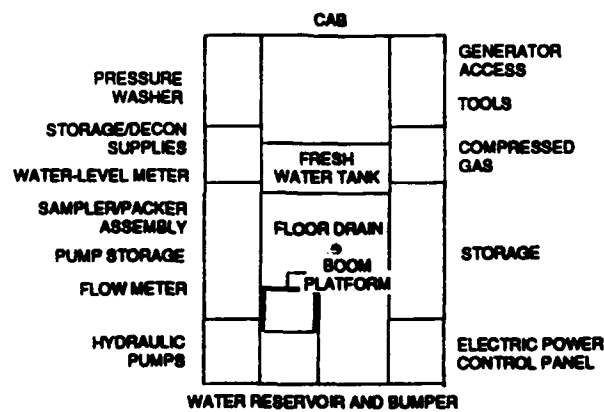 CAB
PRESSURE
WASHER
STORAGE/DECON
SUPPLIES
WATER-LEVEL METER
SAMPLER/PACKER
ASSEMBLY
PUMP STORAGE
FLOW METER
HYDRAULIC
PUMPS
FRESH
WATER TANK
FLOOR DRAIN
BOOM
PLATFORM
GENERATOR
ACCESS
TOOLS
COMPRESSED
GAS
STORAGE
ELECTRIC POWER
CONTROL PANEL
WATER RESERVOIR AND BUMPER